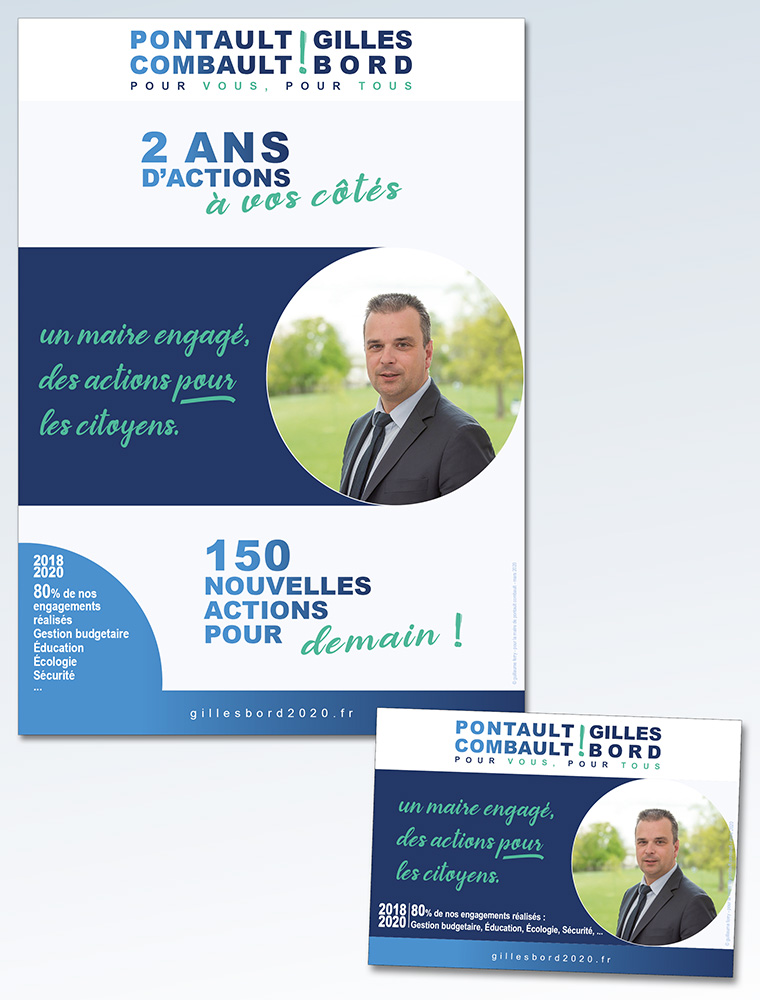 PONTAULT ! GILLES
COMBAULT BORD
POUR VOUS, POUR TOUS
2 ANS
D'ACTIONS
à vos côtés
un maire engagé,
des actions pour
les citoyens.
2018
2020
80% de nos
engagements
réalisés
Gestion budgetaire
Éducation
Écologie
Sécurité
...
150
NOUVELLES
ACTIONS
POUR demain !
gillesbord2020.fr
PONTAULT ! GILLES
COMBAULT BORD
POUR VOUS, POUR TOUS
un maire engagé,
des actions pour
les citoyens.
2018
2020
80% de nos engagements réalisés :
Gestion budgetaire, Éducation, Écologie, Sécurité, ...
gillesbord2020.fr